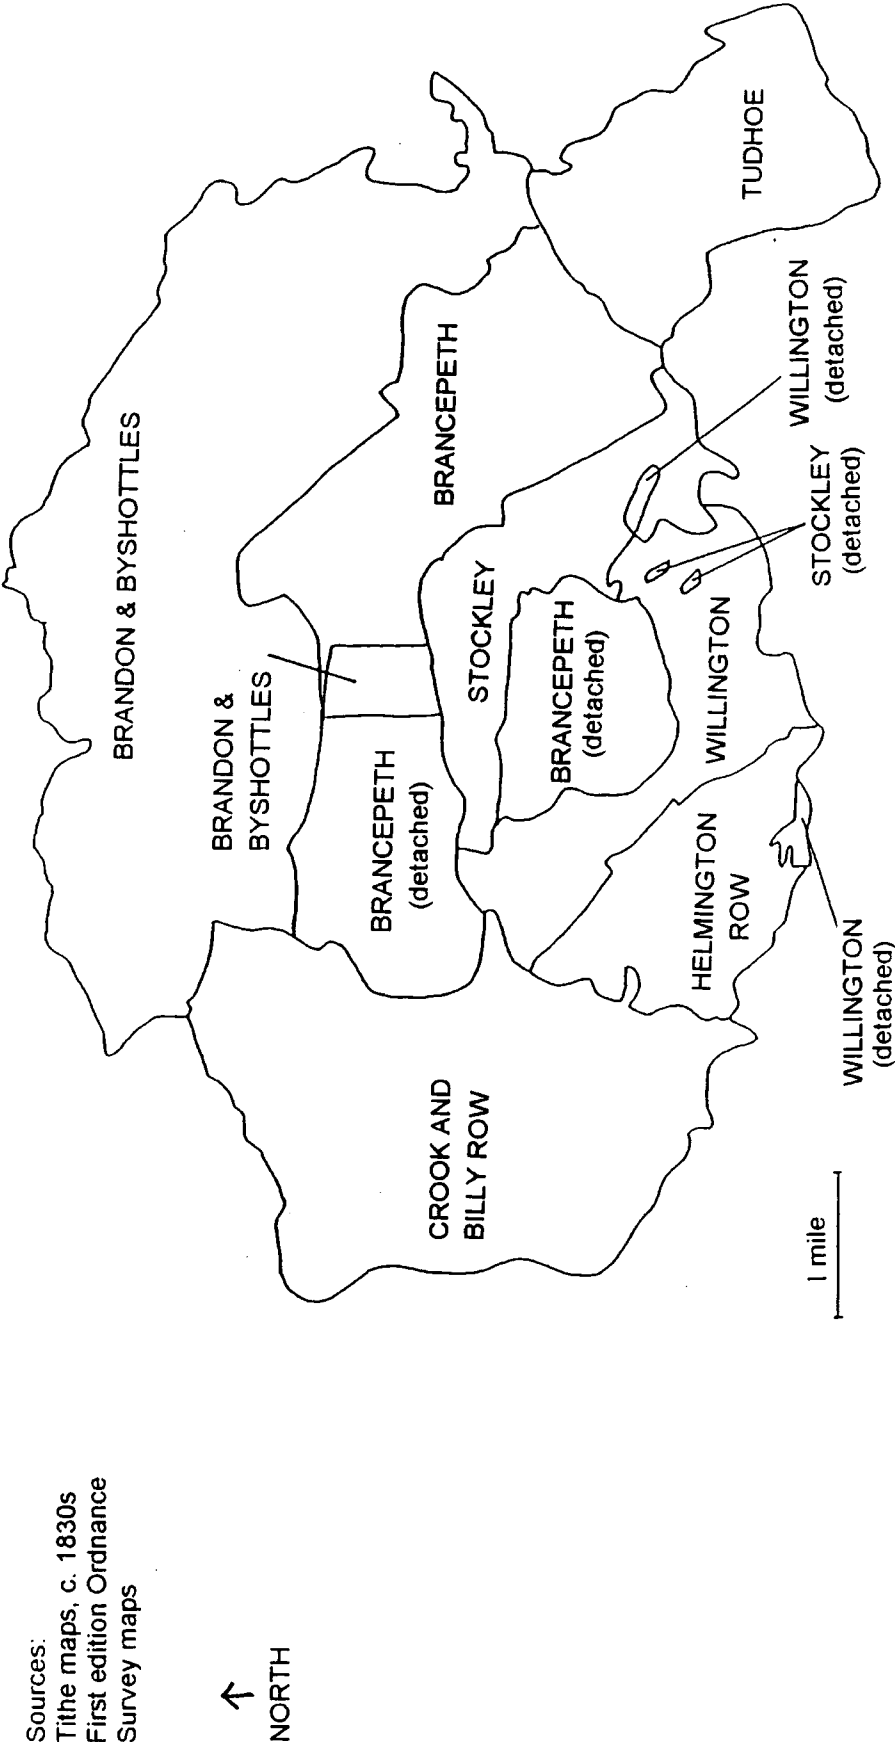 Sources:
Tithe maps, c. 1830s
First edition Ordnance
Survey maps
NORTH
BRANDON & BYSHOTTLES
BRANDON &
BYSHOTTLES
BRANCEPETH
BRANCEPETH
(detached)
STOCKLEY
BRANCEPETH
(detached)
CROOK AND
BILLY ROW
HELMINGTON
ROW
WILLINGTON
TUDHOE
WILLINGTON
(detached)
STOCKLEY
(detached)
WILLINGTON
(detached)
1 mile